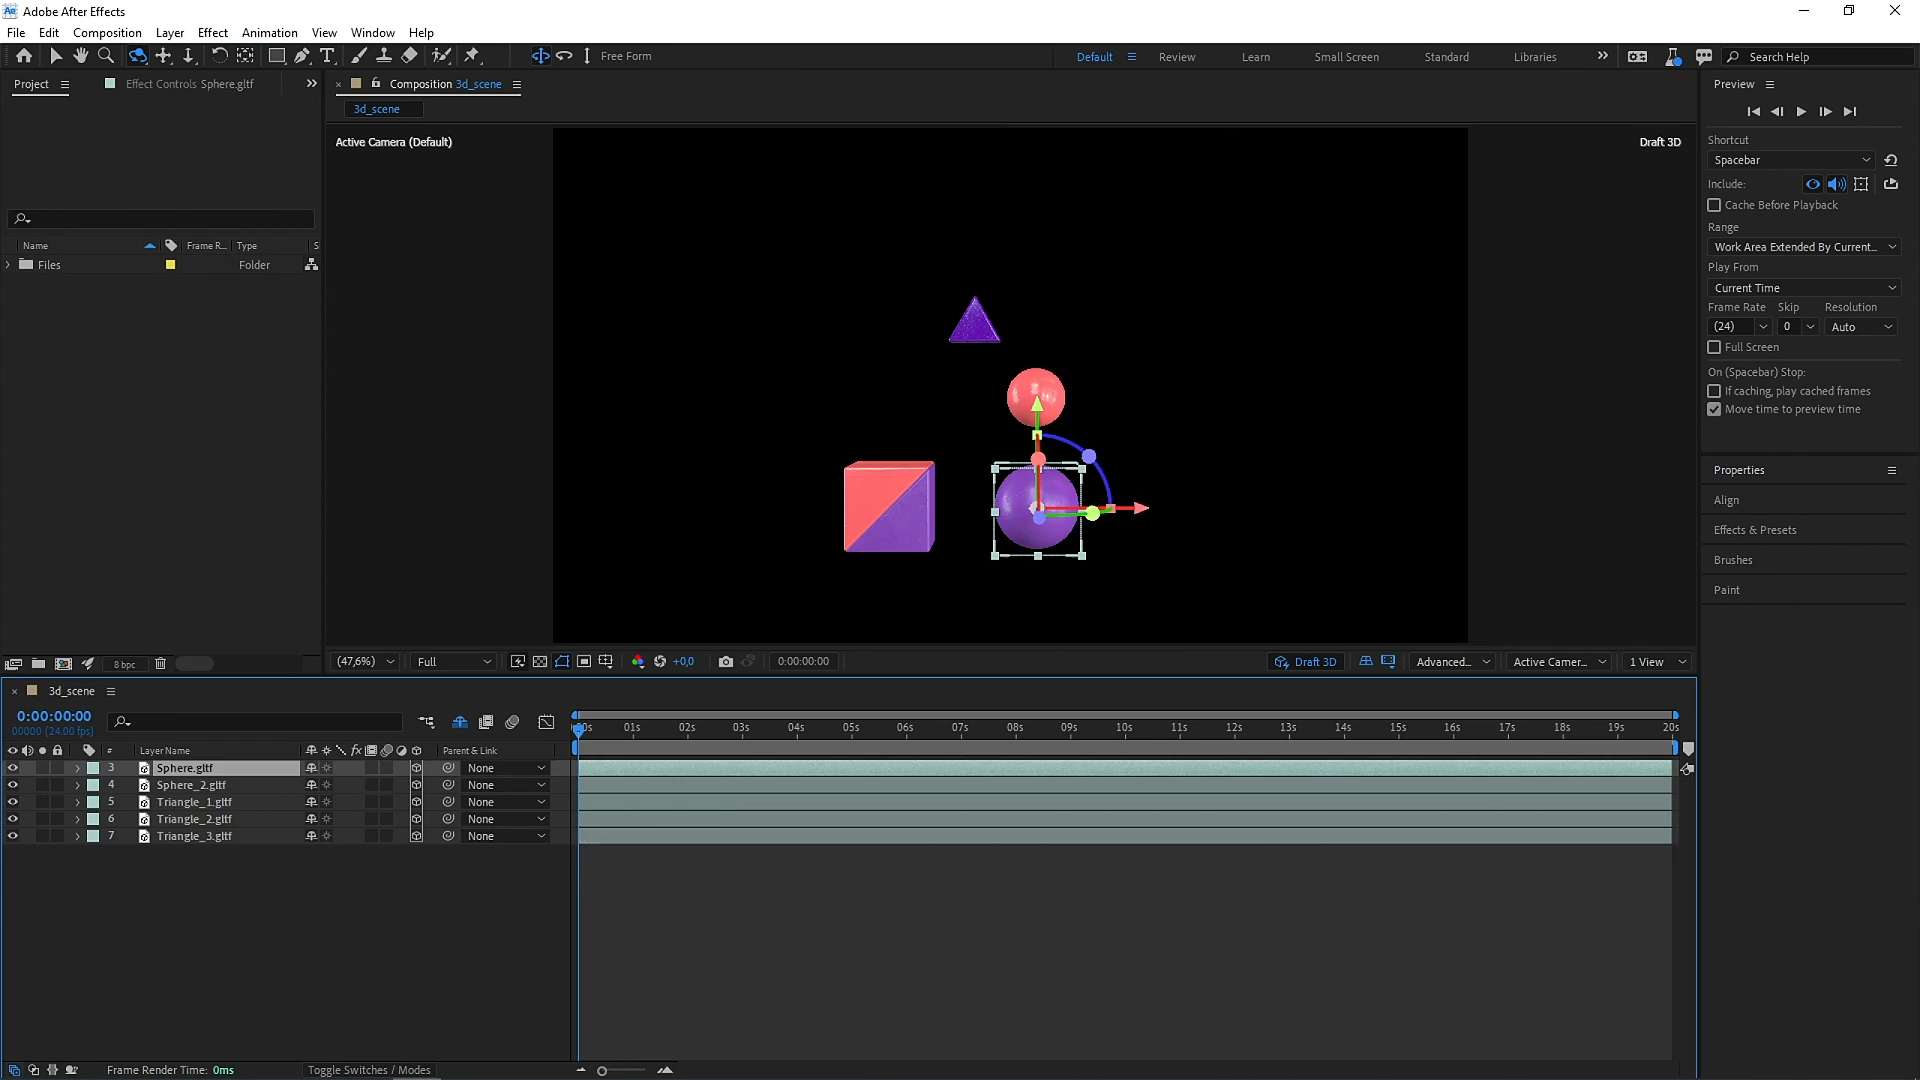 Ae Adobe After Effects
File Edit Composition Layer Effect Animation View Window Help
Free Form
Default Review Learn Small Screen Standard Libraries Search Help
Project Effect Controls Sphere.gltf
Composition 3d_scene
3d_scene
Active Camera (Default)
Draft 3D
Name Frame R... Type S
Files Folder
8 bpc
(47,6%) Full +0,0 0:00:00:00 Draft 3D Advanced... Active Camer... 1 View
Preview
Shortcut
Spacebar
Include:
Cache Before Playback
Range
Work Area Extended By Current...
Play From
Current Time
Frame Rate Skip Resolution
(24) 0 Auto
Full Screen
On (Spacebar) Stop:
If caching, play cached frames
Move time to preview time
Properties
Align
Effects & Presets
Brushes
Paint
3d_scene
0:00:00:00
00000 (24.00 fps)
01s 02s 03s 04s 05s 06s 07s 08s 09s 10s 11s 12s 13s 14s 15s 16s 17s 18s 19s 20s
# Layer Name fx Parent & Link
3 Sphere.gltf None
4 Sphere_2.gltf None
5 Triangle_1.gltf None
6 Triangle_2.gltf None
7 Triangle_3.gltf None
Frame Render Time: 0ms Toggle Switches / Modes